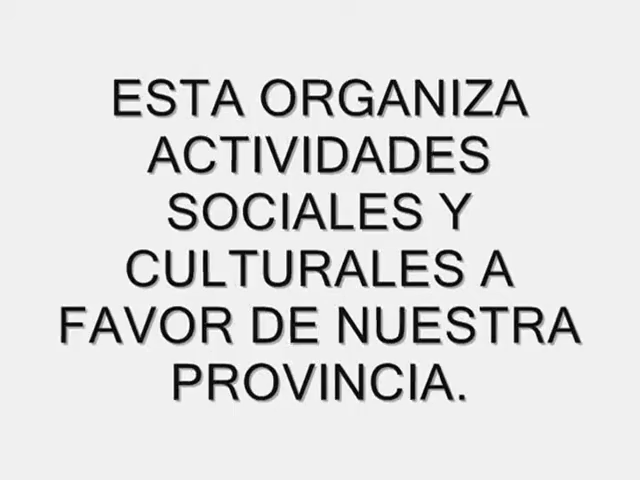 ESTA ORGANIZA
ACTIVIDADES
SOCIALES Y
CULTURALES A
FAVOR DE NUESTRA
PROVINCIA.